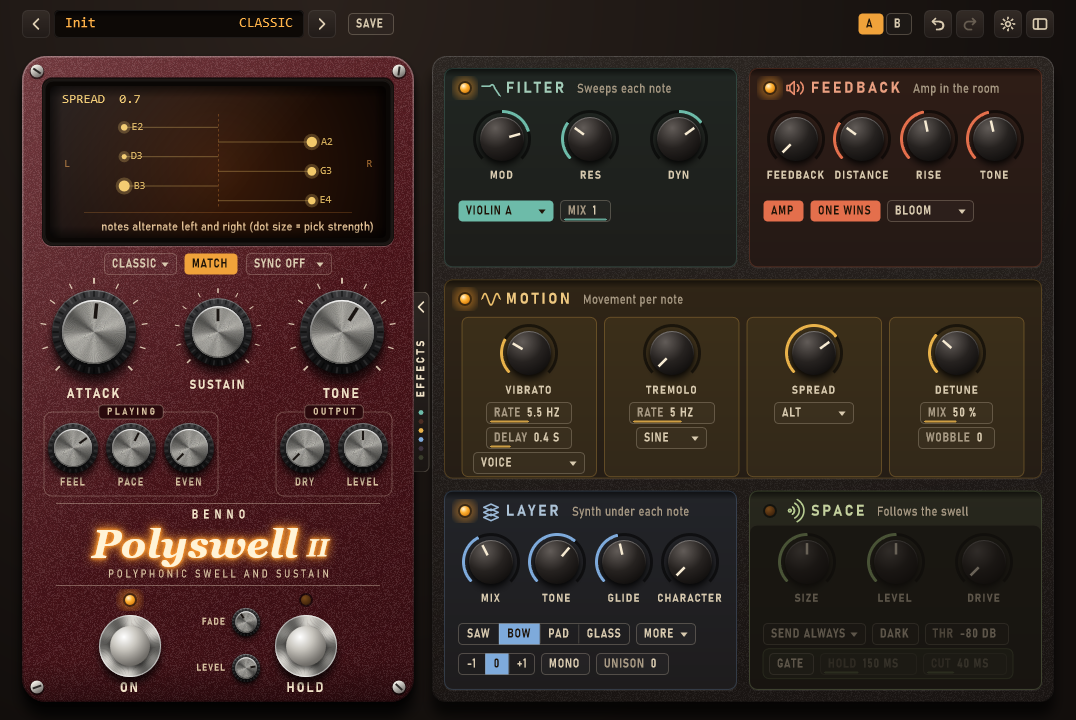 Init CLASSIC SAVE A B
SPREAD 0.7
E2
A2
D3
L R
G3
B3
E4
notes alternate left and right (dot size = pick strength)
CLASSIC MATCH SYNC OFF
ATTACK SUSTAIN TONE
PLAYING OUTPUT
FEEL PACE EVEN DRY LEVEL
BENNO
Polyswell II
POLYPHONIC SWELL AND SUSTAIN
FADE
LEVEL
ON HOLD
EFFECTS
FILTER Sweeps each note
MOD RES DYN
VIOLIN A MIX 1
FEEDBACK Amp in the room
FEEDBACK DISTANCE RISE TONE
AMP ONE WINS BLOOM
MOTION Movement per note
VIBRATO TREMOLO SPREAD DETUNE
RATE 5.5 HZ RATE 5 HZ ALT MIX 50 %
DELAY 0.4 S SINE WOBBLE 0
VOICE
LAYER Synth under each note
MIX TONE GLIDE CHARACTER
SAW BOW PAD GLASS MORE
-1 0 +1 MONO UNISON 0
SPACE Follows the swell
SIZE LEVEL DRIVE
SEND ALWAYS DARK THR -80 DB
GATE HOLD 150 MS CUT 40 MS